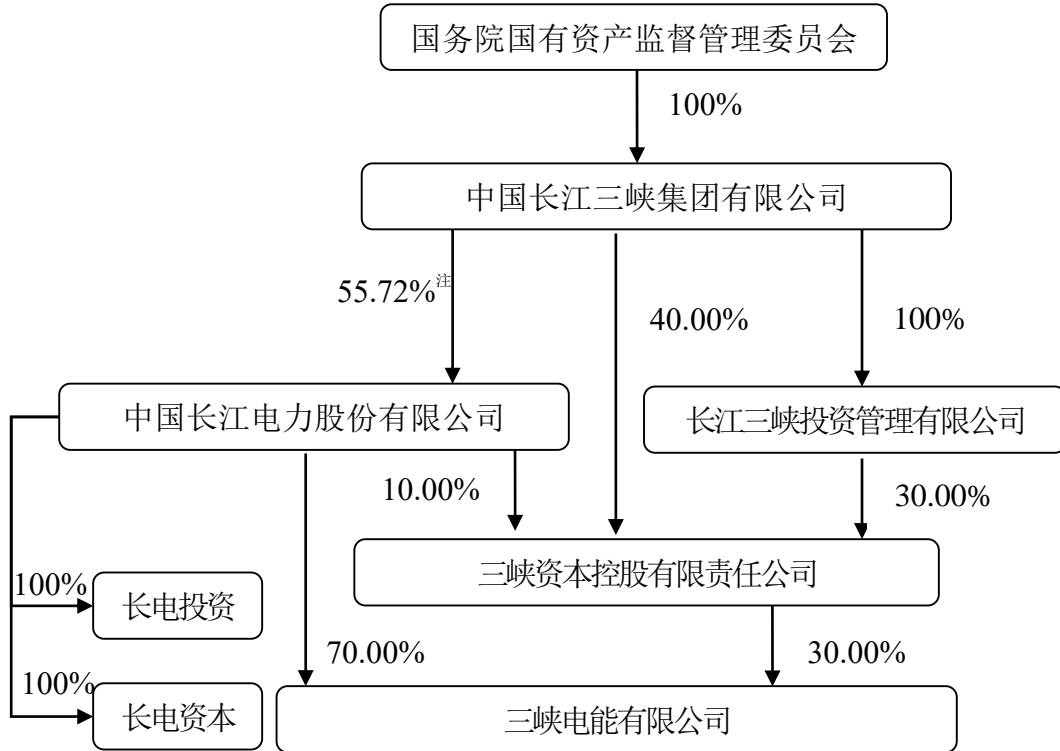 国务院国有资产监督管理委员会
100%
中国长江三峡集团有限公司
55.72%注
40.00%
100%
中国长江电力股份有限公司
长江三峡投资管理有限公司
10.00%
30.00%
三峡资本控股有限责任公司
100%
长电投资
70.00%
30.00%
100%
长电资本
三峡电能有限公司